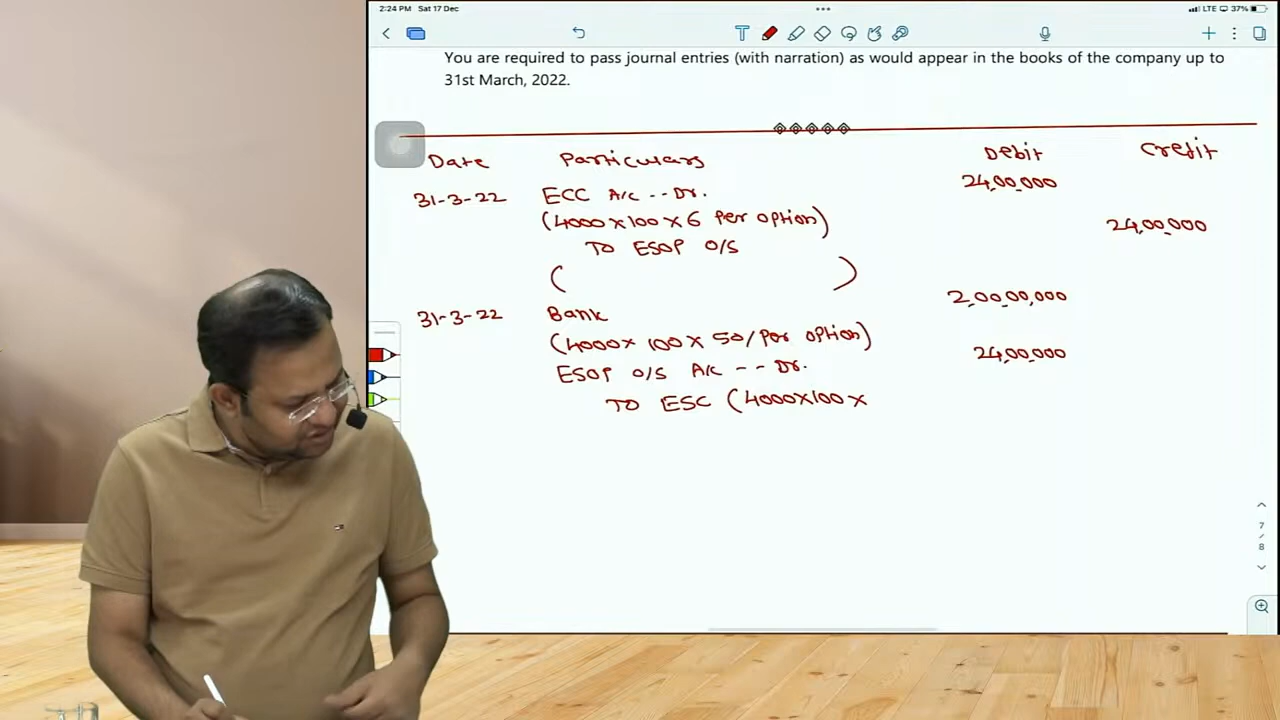 2:24 PM Sat 17 Dec
LTE 37%
You are required to pass journal entries (with narration) as would appear in the books of the company up to
31st March, 2022.
Date Particulars Debit Credit
31-3-22 ECC A/c -- Dr. 24,00,000
(4000 x 100 x 6 Per option) 24,00,000
To ESOP O/S
( )
31-3-22 Bank 2,00,00,000
(4000 x 100 x 50/Per option)
ESOP O/S A/c -- Dr. 24,00,000
To ESC (4000x100 x
7
/
8